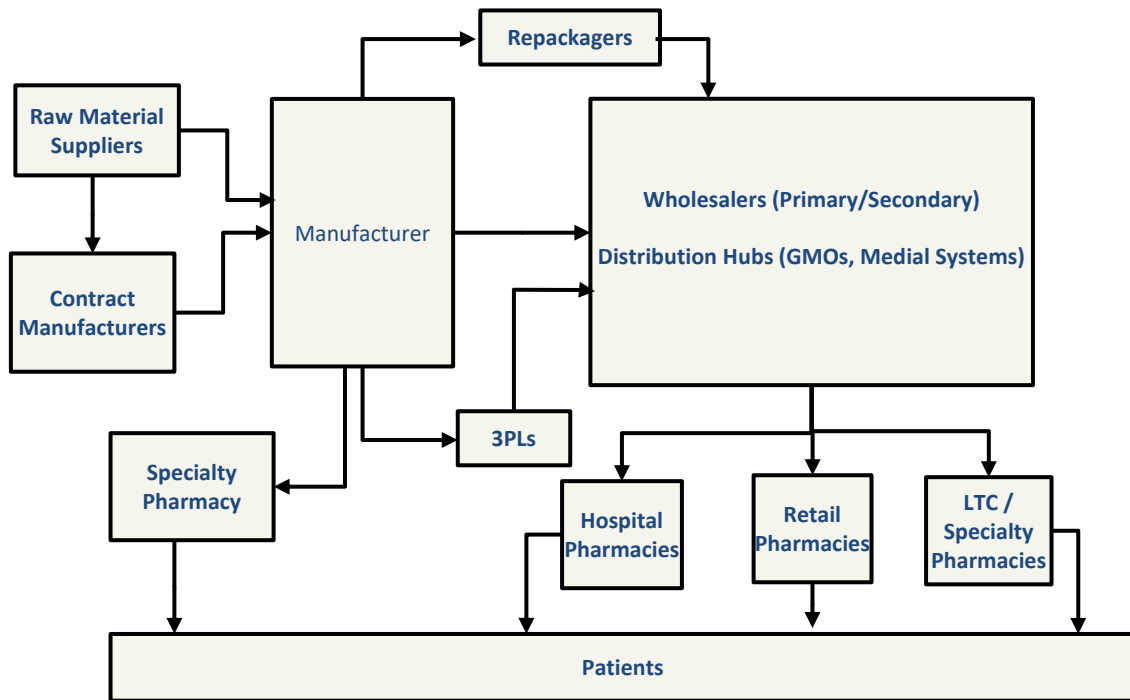 Repackagers
Raw Material
Suppliers
Manufacturer
Wholesalers (Primary/Secondary)
Distribution Hubs (GMOs, Medial Systems)
Contract
Manufacturers
3PLs
Specialty
Pharmacy
Hospital
Pharmacies
Retail
Pharmacies
LTC /
Specialty
Pharmacies
Patients